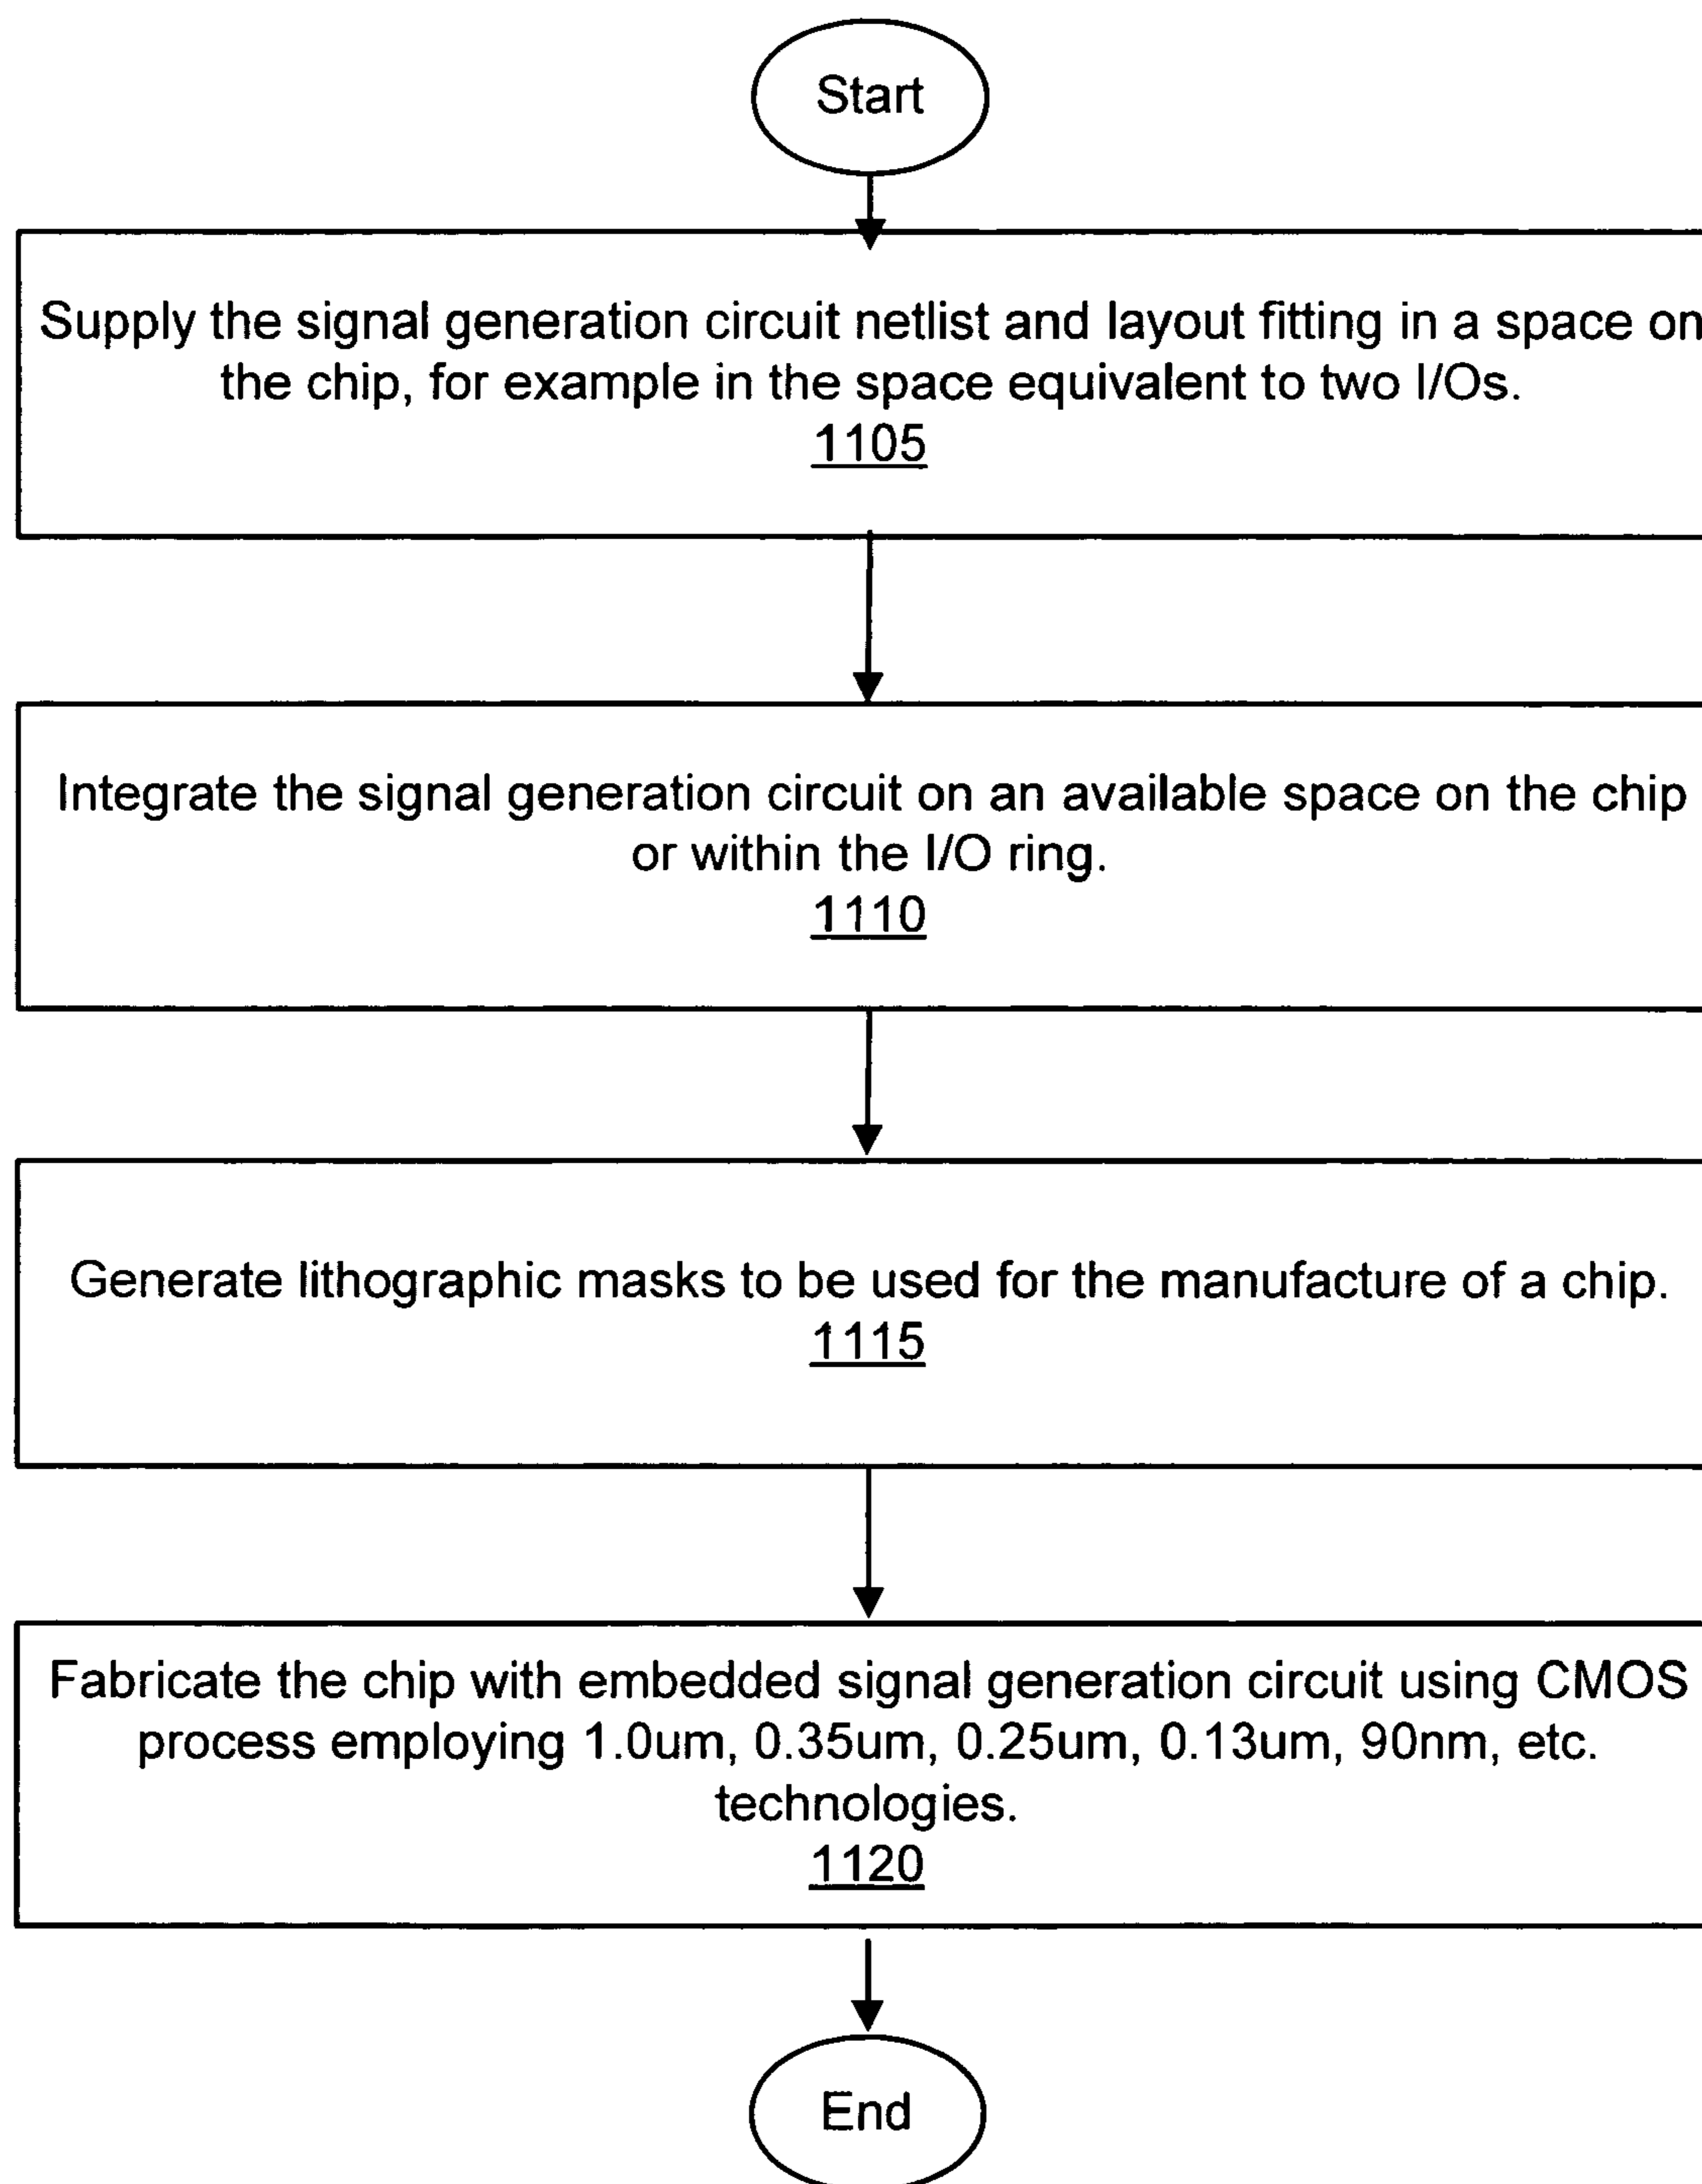 Start
Supply the signal generation circuit netlist and layout fitting in a space on
the chip, for example in the space equivalent to two I/Os.
1105
Integrate the signal generation circuit on an available space on the chip
or within the I/O ring.
1110
Generate lithographic masks to be used for the manufacture of a chip.
1115
Fabricate the chip with embedded signal generation circuit using CMOS
process employing 1.0um, 0.35um, 0.25um, 0.13um, 90nm, etc.
technologies.
1120
End